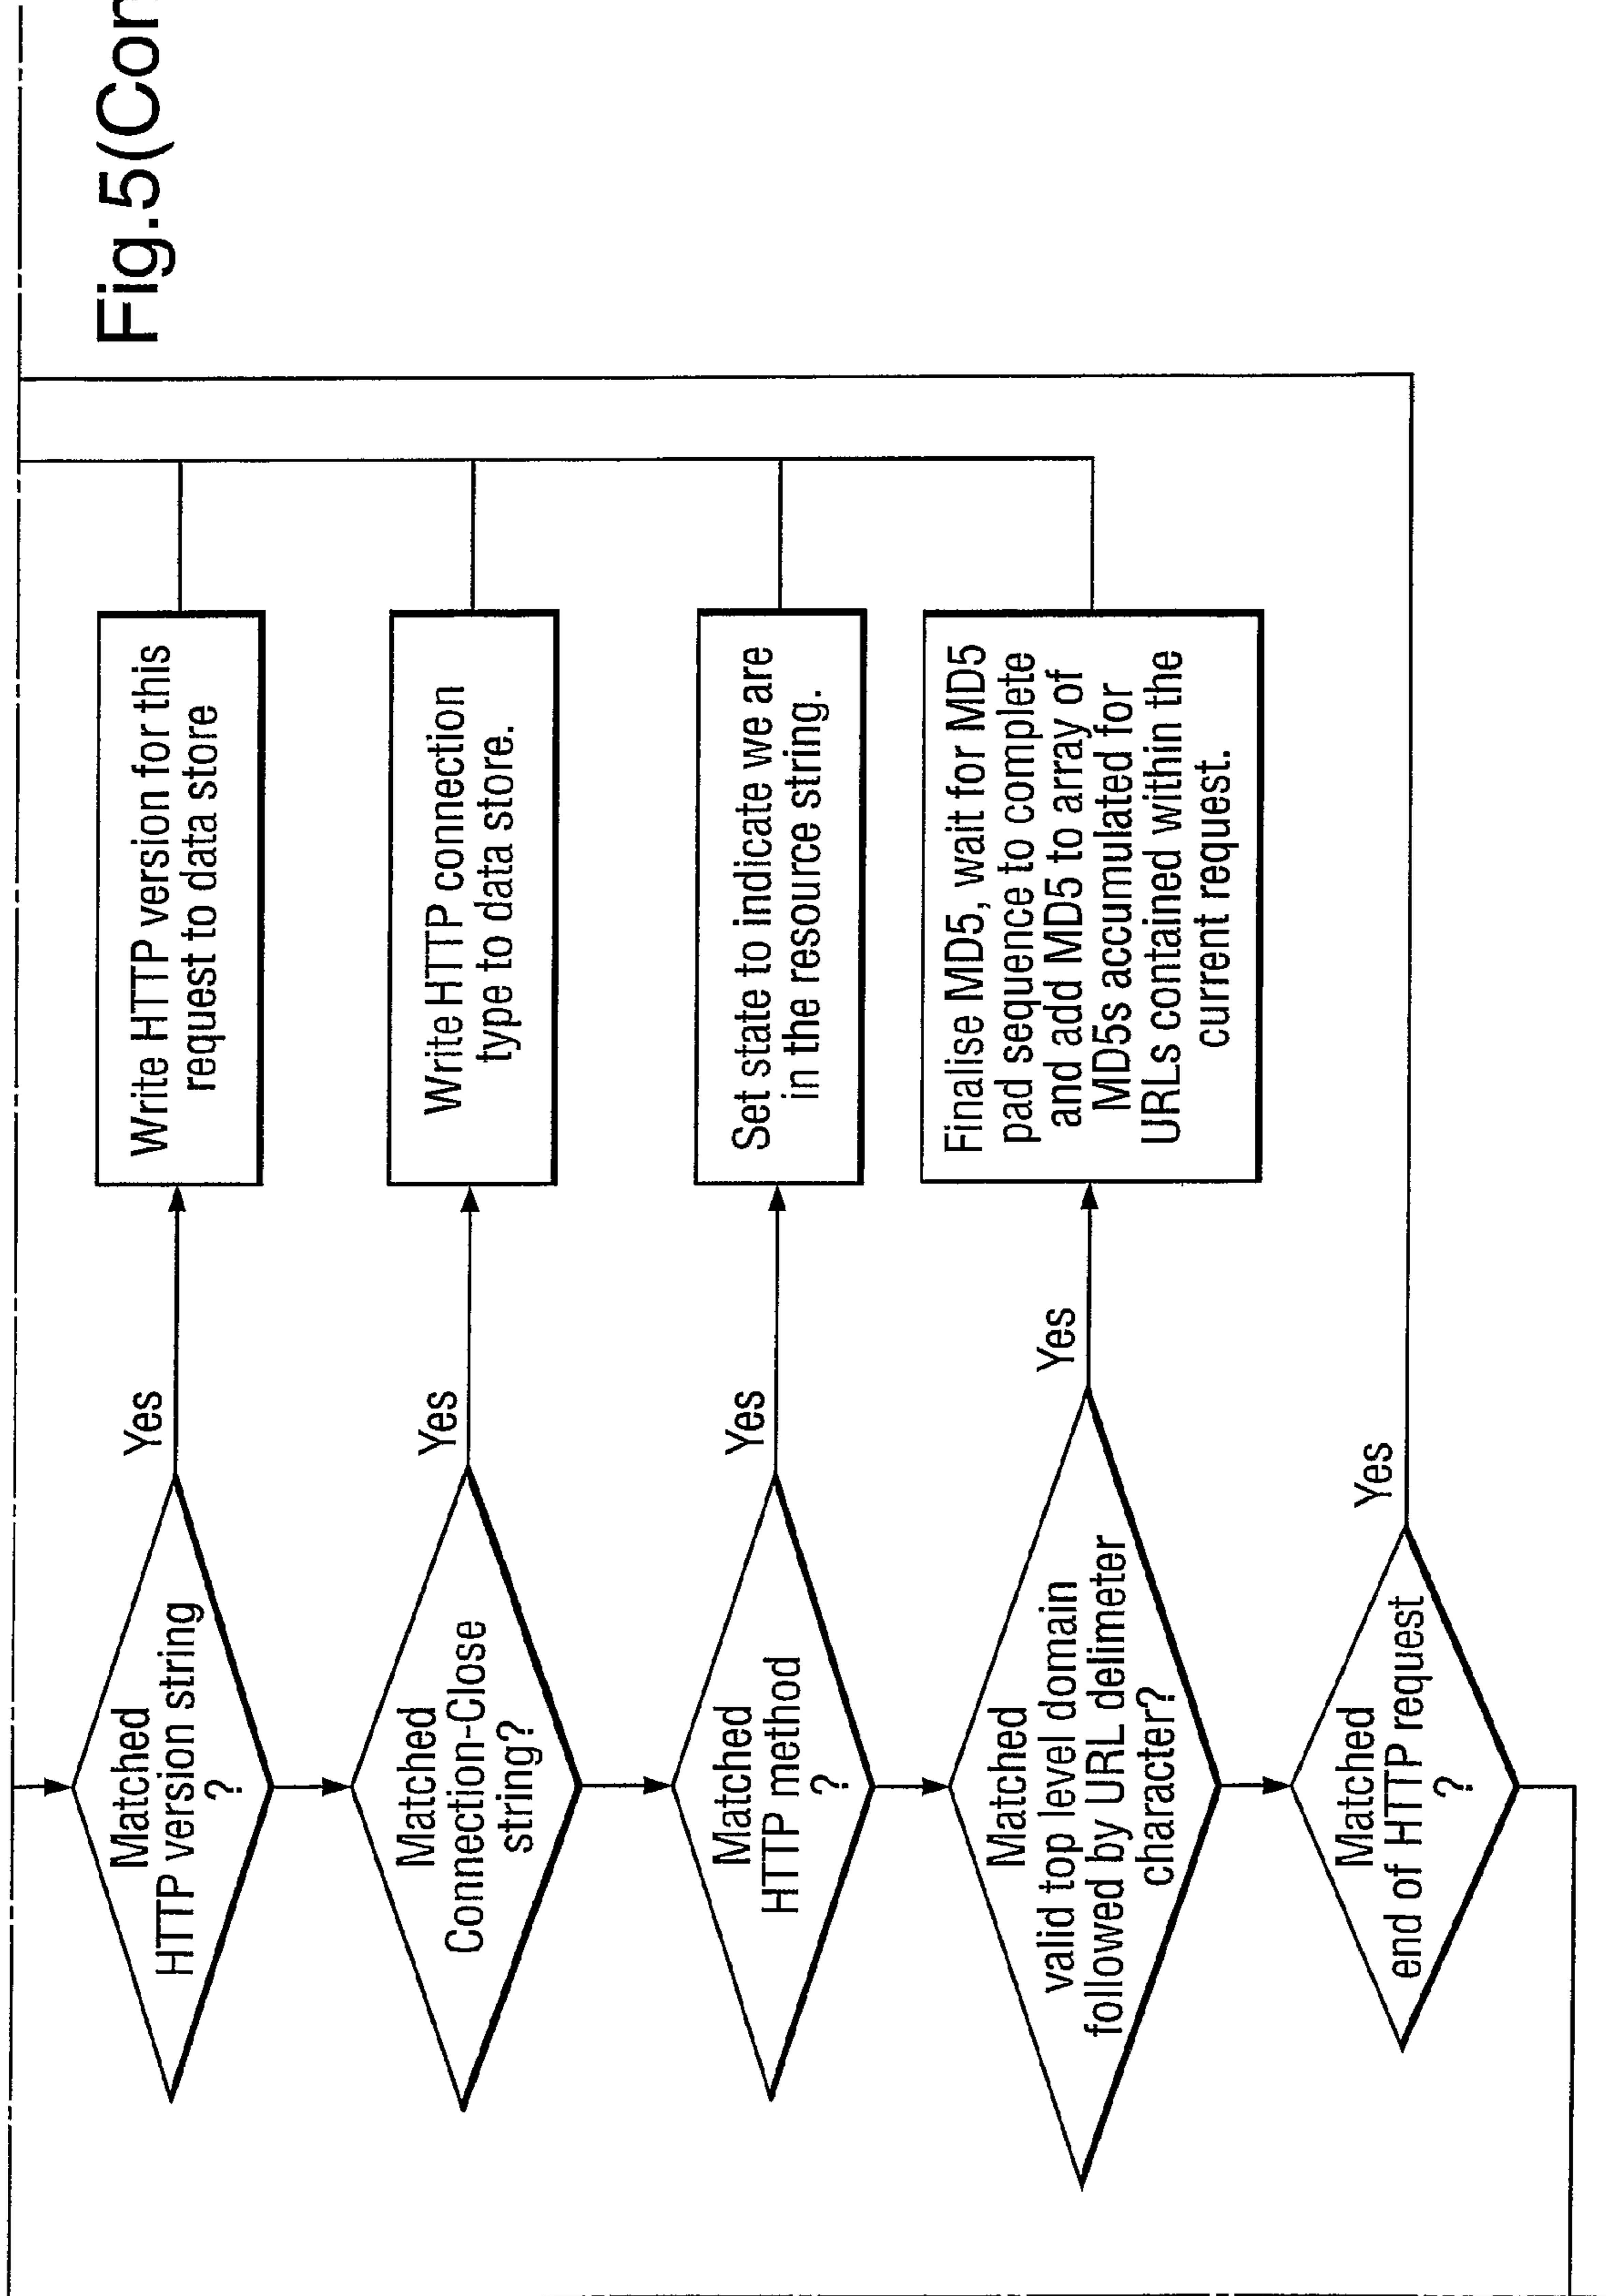 Fig.5(Con
Matched
HTTP version string
?
Yes
Write HTTP version for this
request to data store
Matched
Connection-Close
string?
Yes
Write HTTP connection
type to data store.
Matched
HTTP method
?
Yes
Set state to indicate we are
in the resource string.
Matched
valid top level domain
followed by URL delimeter
character?
Yes
Finalise MD5, wait for MD5
pad sequence to complete
and add MD5 to array of
MD5s accumulated for
URLs contained within the
current request.
Matched
end of HTTP request
?
Yes